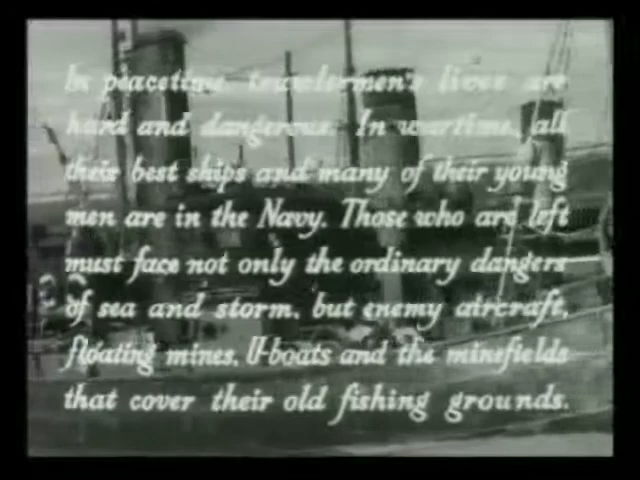 In peacetime trawlermen's lives are
hard and dangerous. In wartime, all
their best ships and many of their young
men are in the Navy. Those who are left
must face not only the ordinary dangers
of sea and storm, but enemy aircraft,
floating mines, U-boats and the minefields
that cover their old fishing grounds.